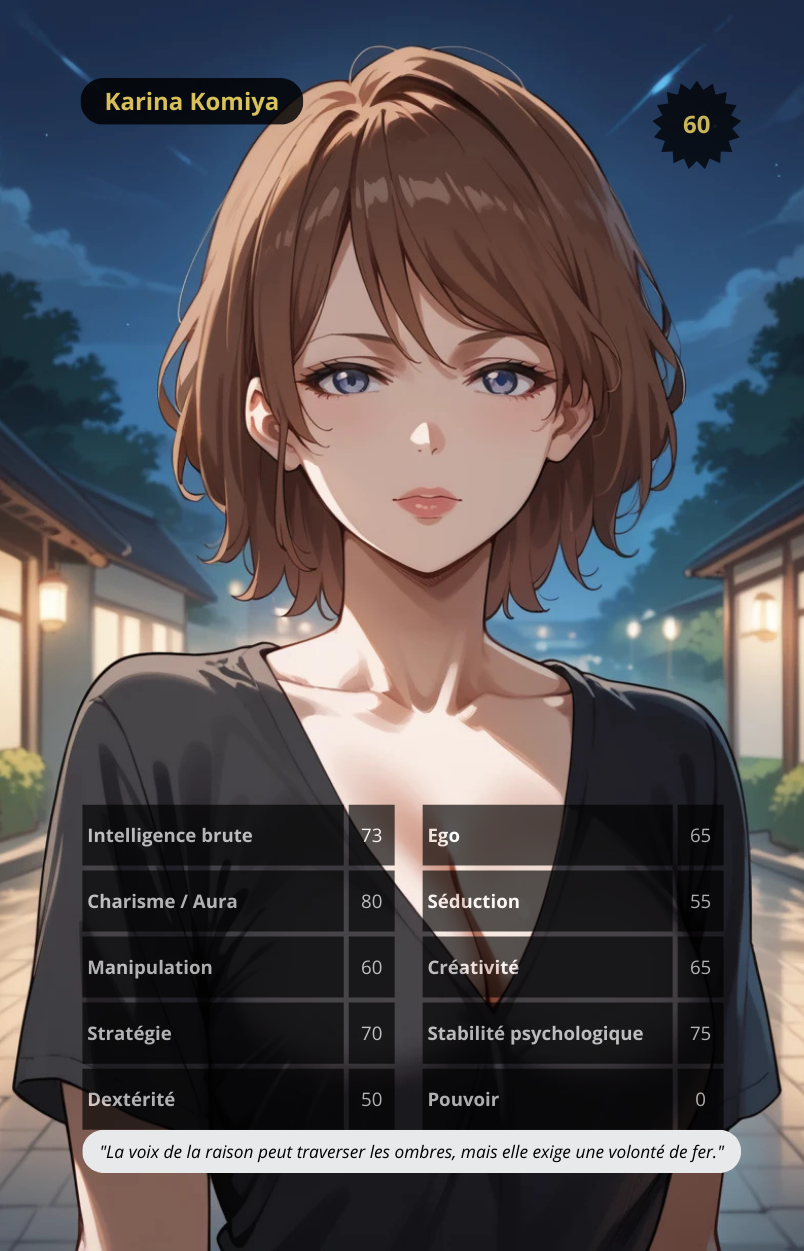 Karina Komiya
60
Intelligence brute 73 Ego 65
Charisme / Aura 80 Séduction 55
Manipulation 60 Créativité 65
Stratégie 70 Stabilité psychologique 75
Dextérité 50 Pouvoir 0
"La voix de la raison peut traverser les ombres, mais elle exige une volonté de fer."